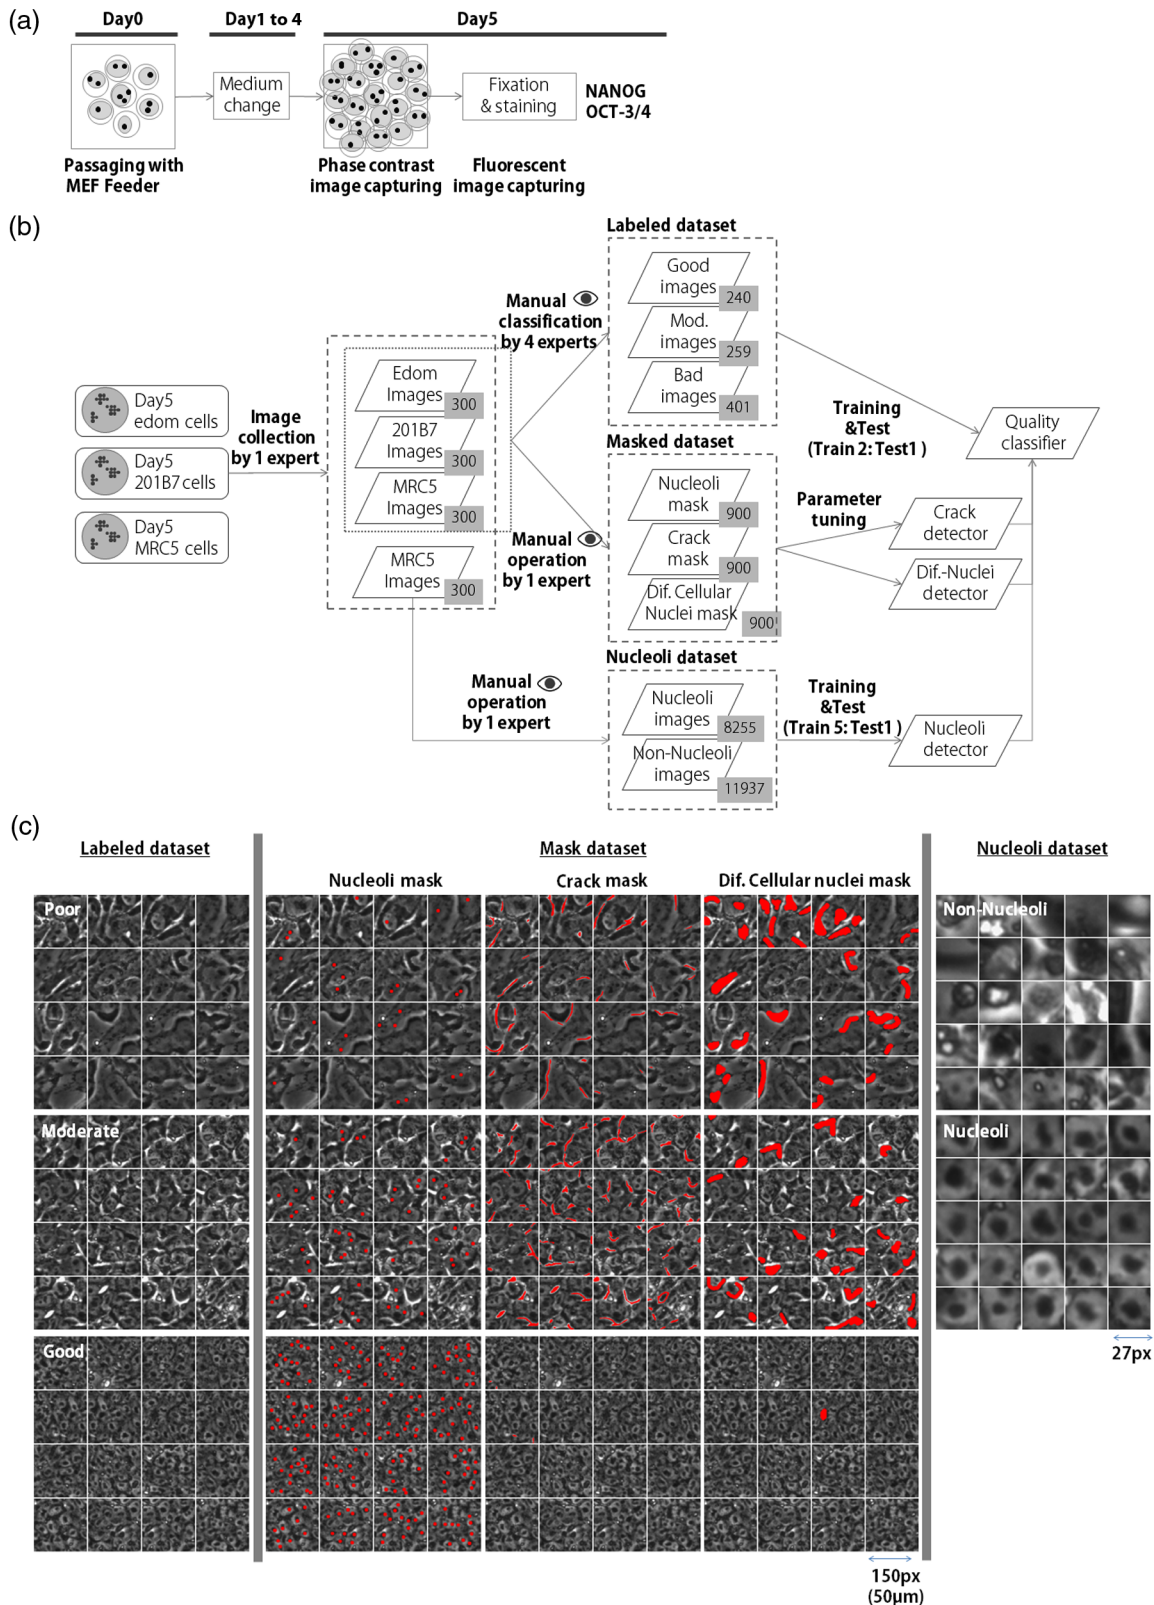 (a)
Day0
Day1 to 4
Day5
Medium
change
Fixation
& staining
NANOG
OCT-3/4
Passaging with
MEF Feeder
Phase contrast
image capturing
Fluorescent
image capturing
(b)
Labeled dataset
Good
images
240
Mod.
images
259
Bad
images
401
Manual
classification
by 4 experts
Day5
edom cells
Day5
201B7 cells
Day5
MRC5 cells
Image
collection
by 1 expert
Edom
Images
300
201B7
Images
300
MRC5
Images
300
MRC5
Images
300
Manual
operation
by 1 expert
Masked dataset
Nucleoli
mask
900
Crack
mask
900
Dif. Cellular
Nuclei mask
900
Training
&Test
(Train 2: Test1 )
Quality
classifier
Parameter
tuning
Crack
detector
Dif.-Nuclei
detector
Manual
operation
by 1 expert
Nucleoli dataset
Nucleoli
images
8255
Non-Nucleoli
images
11937
Training
&Test
(Train 5: Test1 )
Nucleoli
detector
(c)
Labeled dataset
Mask dataset
Nucleoli dataset
Nucleoli mask
Crack mask
Dif. Cellular nuclei mask
Poor
Non-Nucleoli
Moderate
Nucleoli
Good
27px
150px
(50μm)